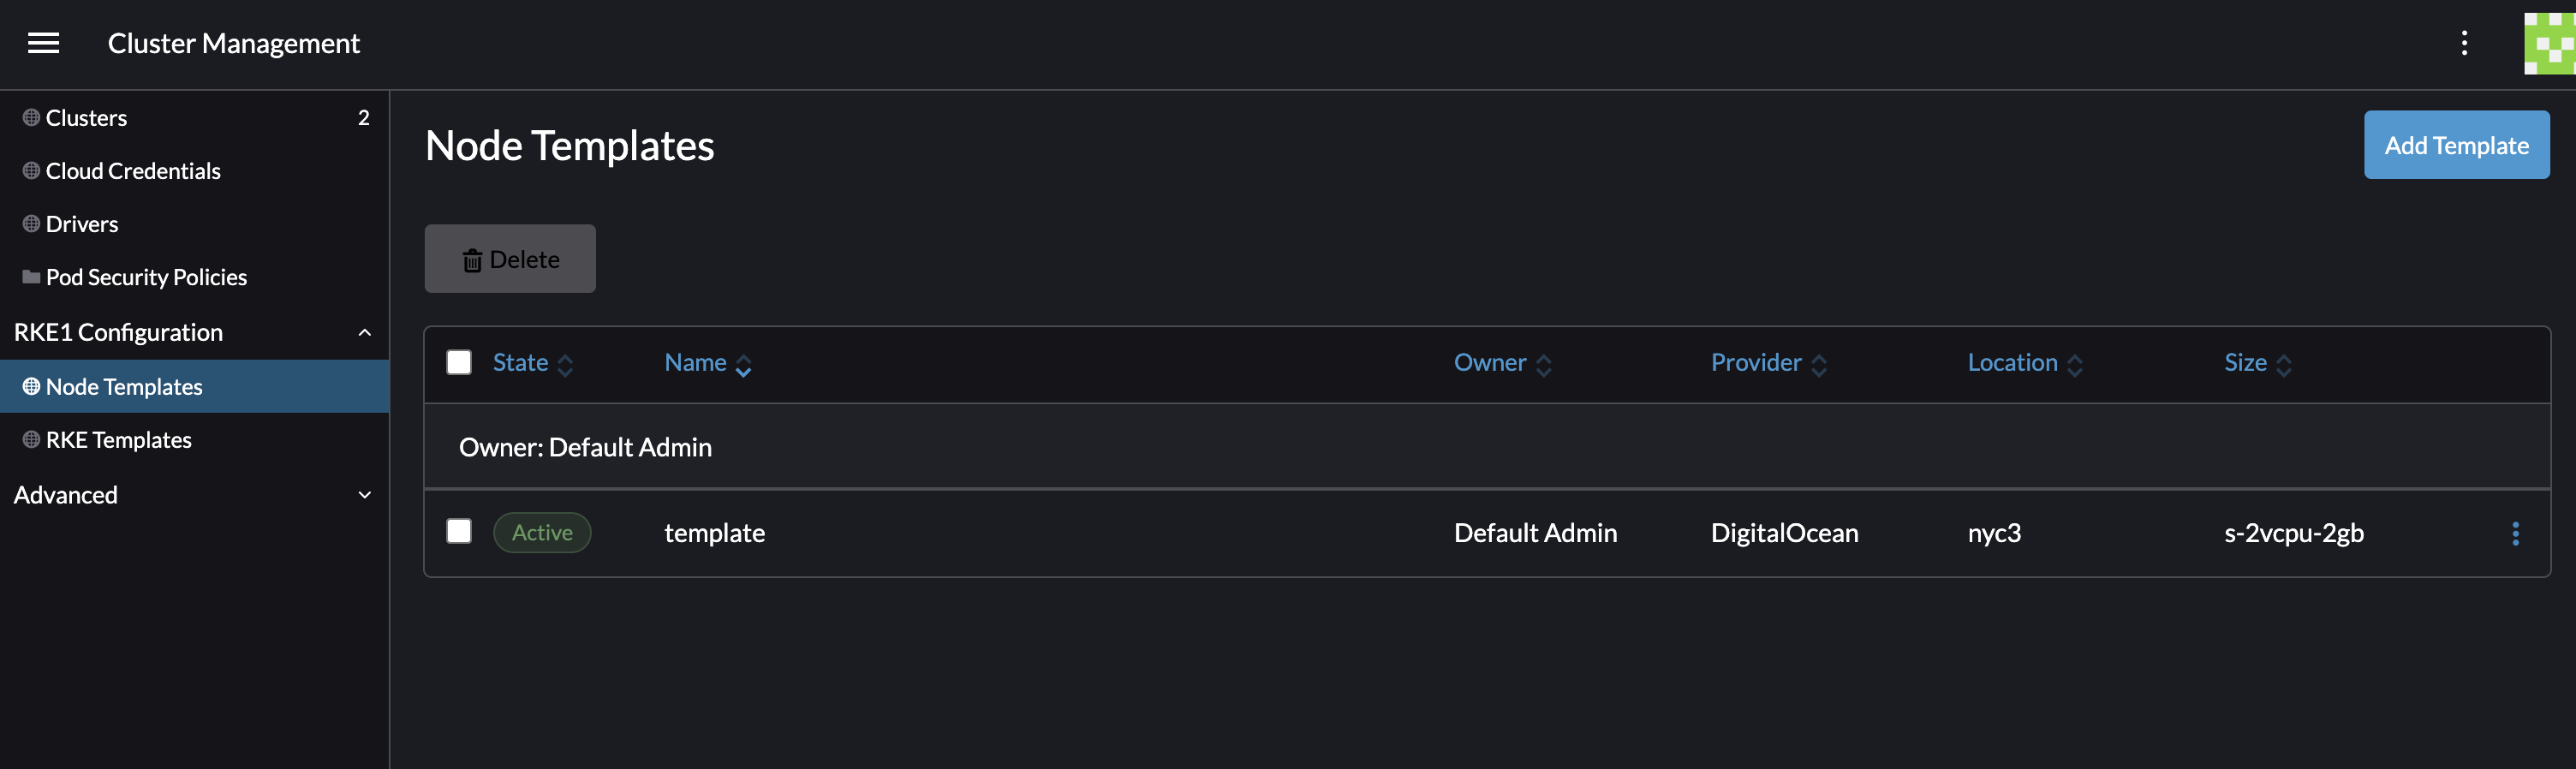 Cluster Management
Clusters 2
Cloud Credentials
Drivers
Pod Security Policies
RKE1 Configuration
Node Templates
RKE Templates
Advanced
Node Templates
Add Template
Delete
State Name Owner Provider Location Size
Owner: Default Admin
Active template Default Admin DigitalOcean nyc3 s-2vcpu-2gb